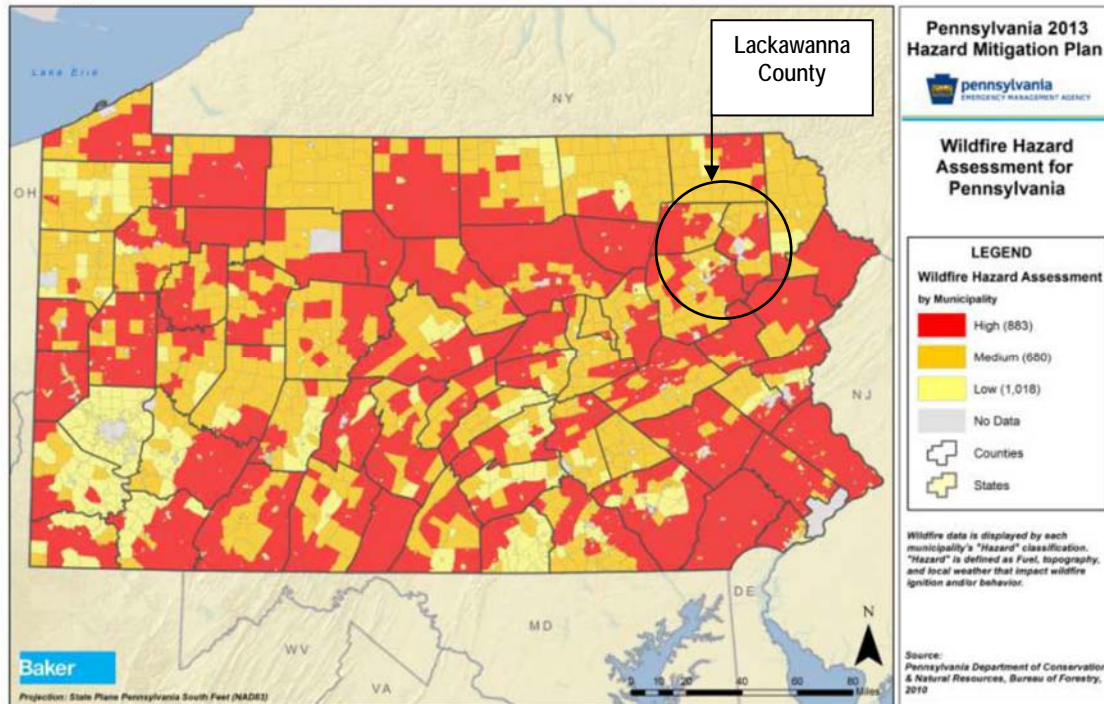 Lackawanna
County
Lake Erie
NY
OH
NJ
DE
MD
WV
VA
N
Baker
Projection: State Plane Pennsylvania South Feet (NAD83)
0 10 20 40 60 80
Miles
Pennsylvania 2013
Hazard Mitigation Plan
pennsylvania
EMERGENCY MANAGEMENT AGENCY
Wildfire Hazard
Assessment for
Pennsylvania
LEGEND
Wildfire Hazard Assessment
by Municipality
High (883)
Medium (680)
Low (1,018)
No Data
Counties
States
Wildfire data is displayed by each
municipality's "Hazard" classification.
"Hazard" is defined as Fuel, topography,
and local weather that impact wildfire
ignition and/or behavior.
Source:
Pennsylvania Department of Conservation
& Natural Resources, Bureau of Forestry,
2010